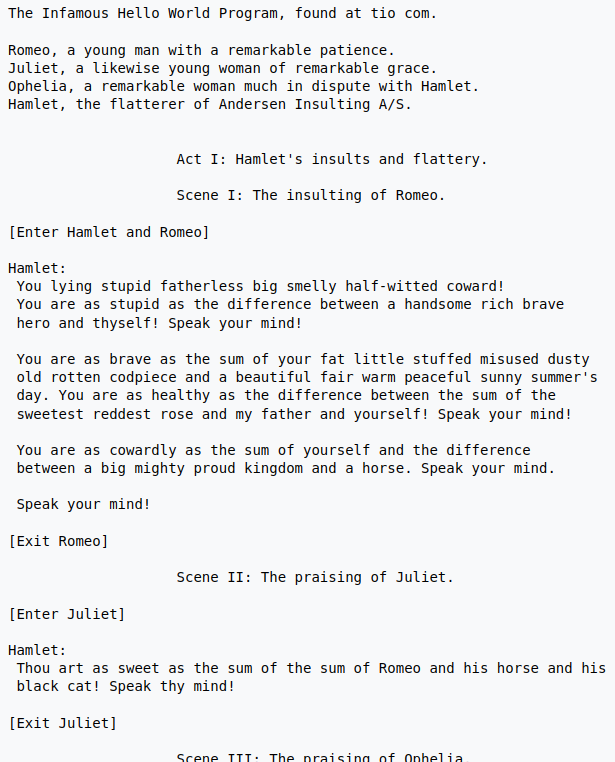 The Infamous Hello World Program, found at tio com.
Romeo, a young man with a remarkable patience.
Juliet, a likewise young woman of remarkable grace.
Ophelia, a remarkable woman much in dispute with Hamlet.
Hamlet, the flatterer of Andersen Insulting A/S.
Act I: Hamlet's insults and flattery.
Scene I: The insulting of Romeo.
[Enter Hamlet and Romeo]
Hamlet:
You lying stupid fatherless big smelly half-witted coward!
You are as stupid as the difference between a handsome rich brave
hero and thyself! Speak your mind!
You are as brave as the sum of your fat little stuffed misused dusty
old rotten codpiece and a beautiful fair warm peaceful sunny summer's
day. You are as healthy as the difference between the sum of the
sweetest reddest rose and my father and yourself! Speak your mind!
You are as cowardly as the sum of yourself and the difference
between a big mighty proud kingdom and a horse. Speak your mind.
Speak your mind!
[Exit Romeo]
Scene II: The praising of Juliet.
[Enter Juliet]
Hamlet:
Thou art as sweet as the sum of the sum of Romeo and his horse and his
black cat! Speak thy mind!
[Exit Juliet]
Scene III: The praising of Ophelia.